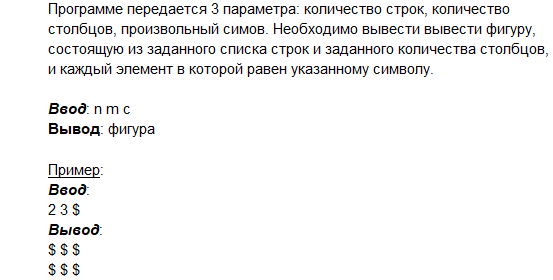 Программе передается 3 параметра: количество строк, количество
столбцов, произвольный симов. Необходимо вывести вывести фигуру,
состоящую из заданного списка строк и заданного количества столбцов,
и каждый элемент в которой равен указанному символу.
Ввод: n m c
Вывод: фигура
Пример:
Ввод:
2 3 $
Вывод:
$ $ $
$ $ $